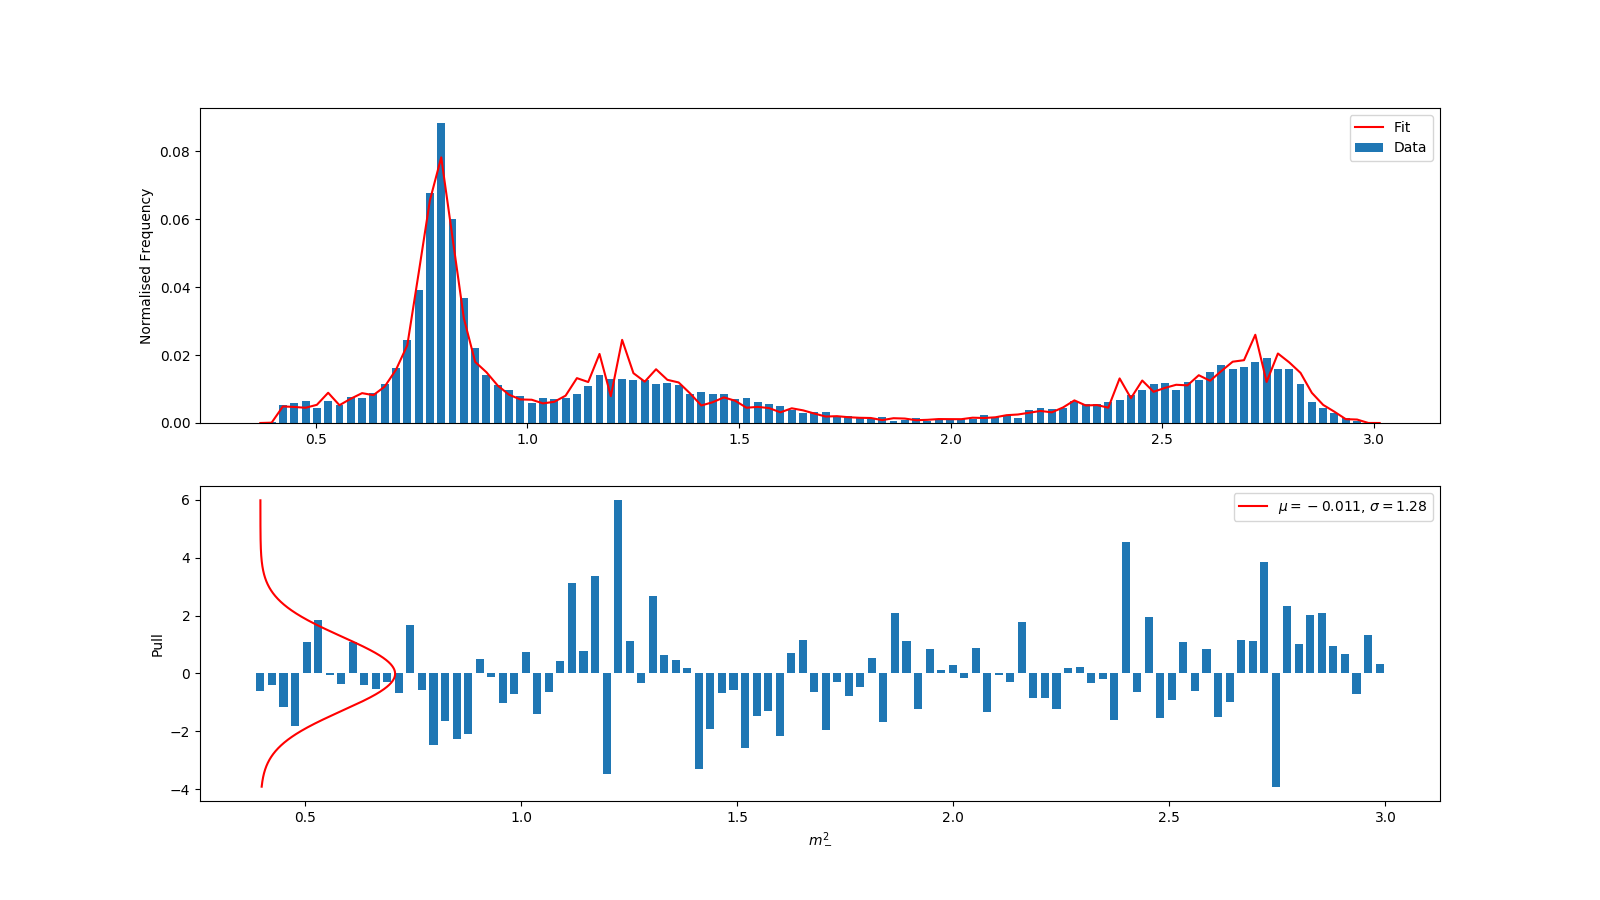 Normalised Frequency
0.08
0.06
0.04
0.02
0.00
Fit
Data
0.5 1.0 1.5 2.0 2.5 3.0
Pull
6
4
2
0
−2
−4
μ = −0.011, σ = 1.28
0.5 1.0 1.5 2.0 2.5 3.0
m²₋